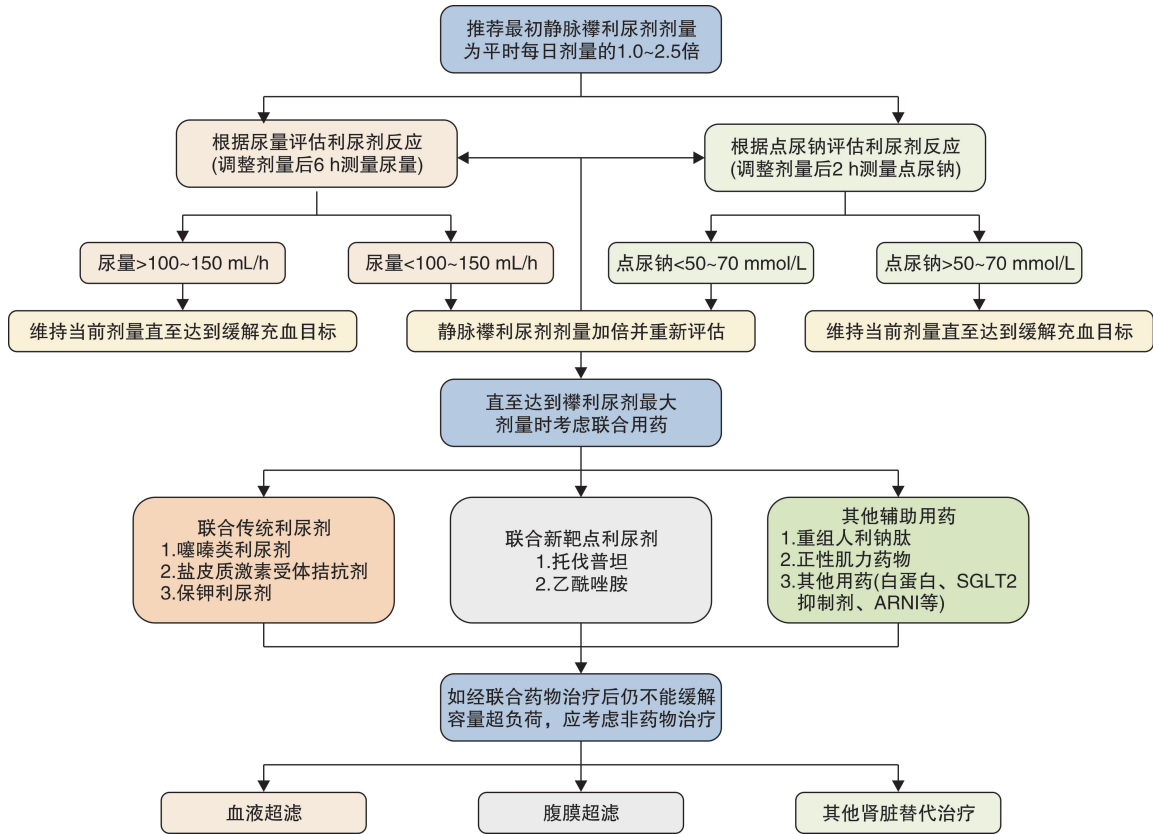 推荐最初静脉襻利尿剂剂量
为平时每日剂量的1.0~2.5倍
根据尿量评估利尿剂反应
(调整剂量后6 h测量尿量)
根据点尿钠评估利尿剂反应
(调整剂量后2 h测量点尿钠)
尿量>100~150 mL/h
尿量<100~150 mL/h
点尿钠<50~70 mmol/L
点尿钠>50~70 mmol/L
维持当前剂量直至达到缓解充血目标
静脉襻利尿剂剂量加倍并重新评估
维持当前剂量直至达到缓解充血目标
直至达到襻利尿剂最大
剂量时考虑联合用药
联合传统利尿剂
1.噻嗪类利尿剂
2.盐皮质激素受体拮抗剂
3.保钾利尿剂
联合新靶点利尿剂
1.托伐普坦
2.乙酰唑胺
其他辅助用药
1.重组人利钠肽
2.正性肌力药物
3.其他用药(白蛋白、SGLT2
抑制剂、ARNI等)
如经联合药物治疗后仍不能缓解
容量超负荷，应考虑非药物治疗
血液超滤
腹膜超滤
其他肾脏替代治疗